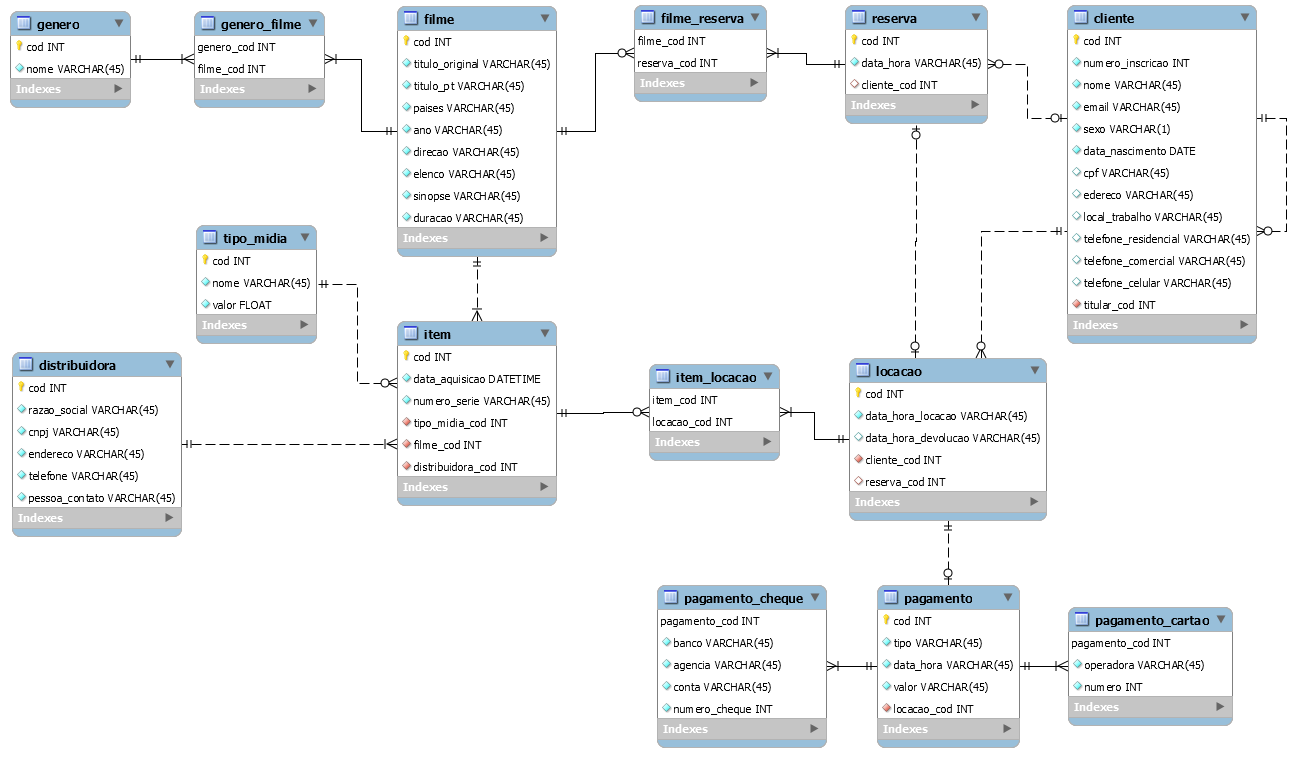 genero
cod INT
nome VARCHAR(45)
Indexes
genero_filme
genero_cod INT
filme_cod INT
Indexes
filme
cod INT
titulo_original VARCHAR(45)
titulo_pt VARCHAR(45)
paises VARCHAR(45)
ano VARCHAR(45)
direcao VARCHAR(45)
elenco VARCHAR(45)
sinopse VARCHAR(45)
duracao VARCHAR(45)
Indexes
filme_reserva
filme_cod INT
reserva_cod INT
Indexes
reserva
cod INT
data_hora VARCHAR(45)
cliente_cod INT
Indexes
cliente
cod INT
numero_inscricao INT
nome VARCHAR(45)
email VARCHAR(45)
sexo VARCHAR(1)
data_nascimento DATE
cpf VARCHAR(45)
edereco VARCHAR(45)
local_trabalho VARCHAR(45)
telefone_residencial VARCHAR(45)
telefone_comercial VARCHAR(45)
telefone_celular VARCHAR(45)
titular_cod INT
Indexes
tipo_midia
cod INT
nome VARCHAR(45)
valor FLOAT
Indexes
distribuidora
cod INT
razao_social VARCHAR(45)
cnpj VARCHAR(45)
endereco VARCHAR(45)
telefone VARCHAR(45)
pessoa_contato VARCHAR(45)
Indexes
item
cod INT
data_aquisicao DATETIME
numero_serie VARCHAR(45)
tipo_midia_cod INT
filme_cod INT
distribuidora_cod INT
Indexes
item_locacao
item_cod INT
locacao_cod INT
Indexes
locacao
cod INT
data_hora_locacao VARCHAR(45)
data_hora_devolucao VARCHAR(45)
cliente_cod INT
reserva_cod INT
Indexes
pagamento_cheque
pagamento_cod INT
banco VARCHAR(45)
agencia VARCHAR(45)
conta VARCHAR(45)
numero_cheque INT
Indexes
pagamento
cod INT
tipo VARCHAR(45)
data_hora VARCHAR(45)
valor VARCHAR(45)
locacao_cod INT
Indexes
pagamento_cartao
pagamento_cod INT
operadora VARCHAR(45)
numero INT
Indexes